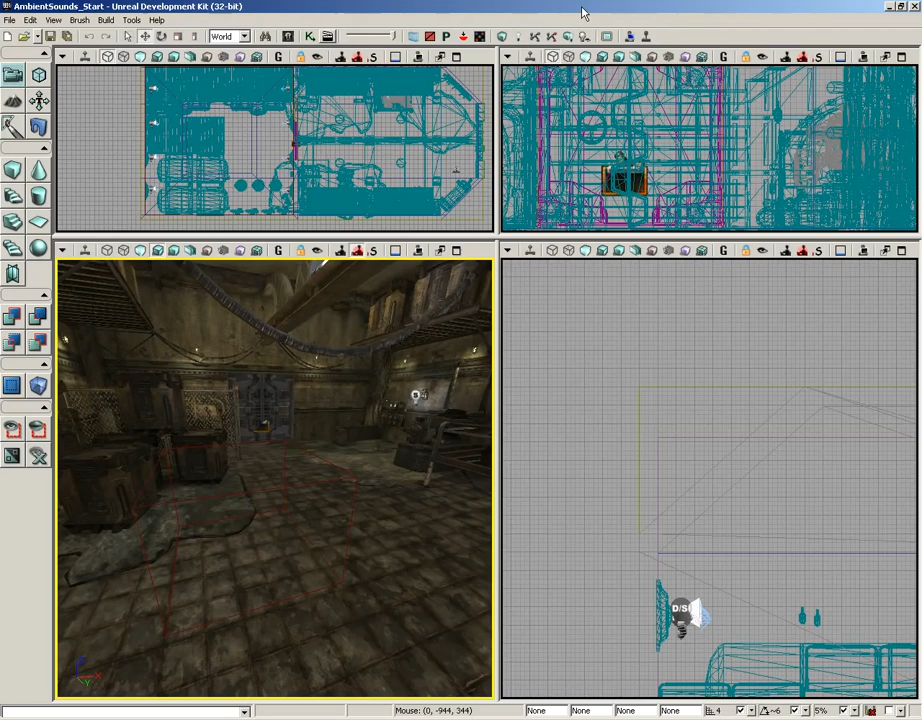 AmbientSounds_Start - Unreal Development Kit (32-bit)
File Edit View Brush Build Tools Help
World
G S
G S
G S
G S
S
D/S
Z X Y
Mouse: (0, -944, 344)
None None None None
4 ~6 5%